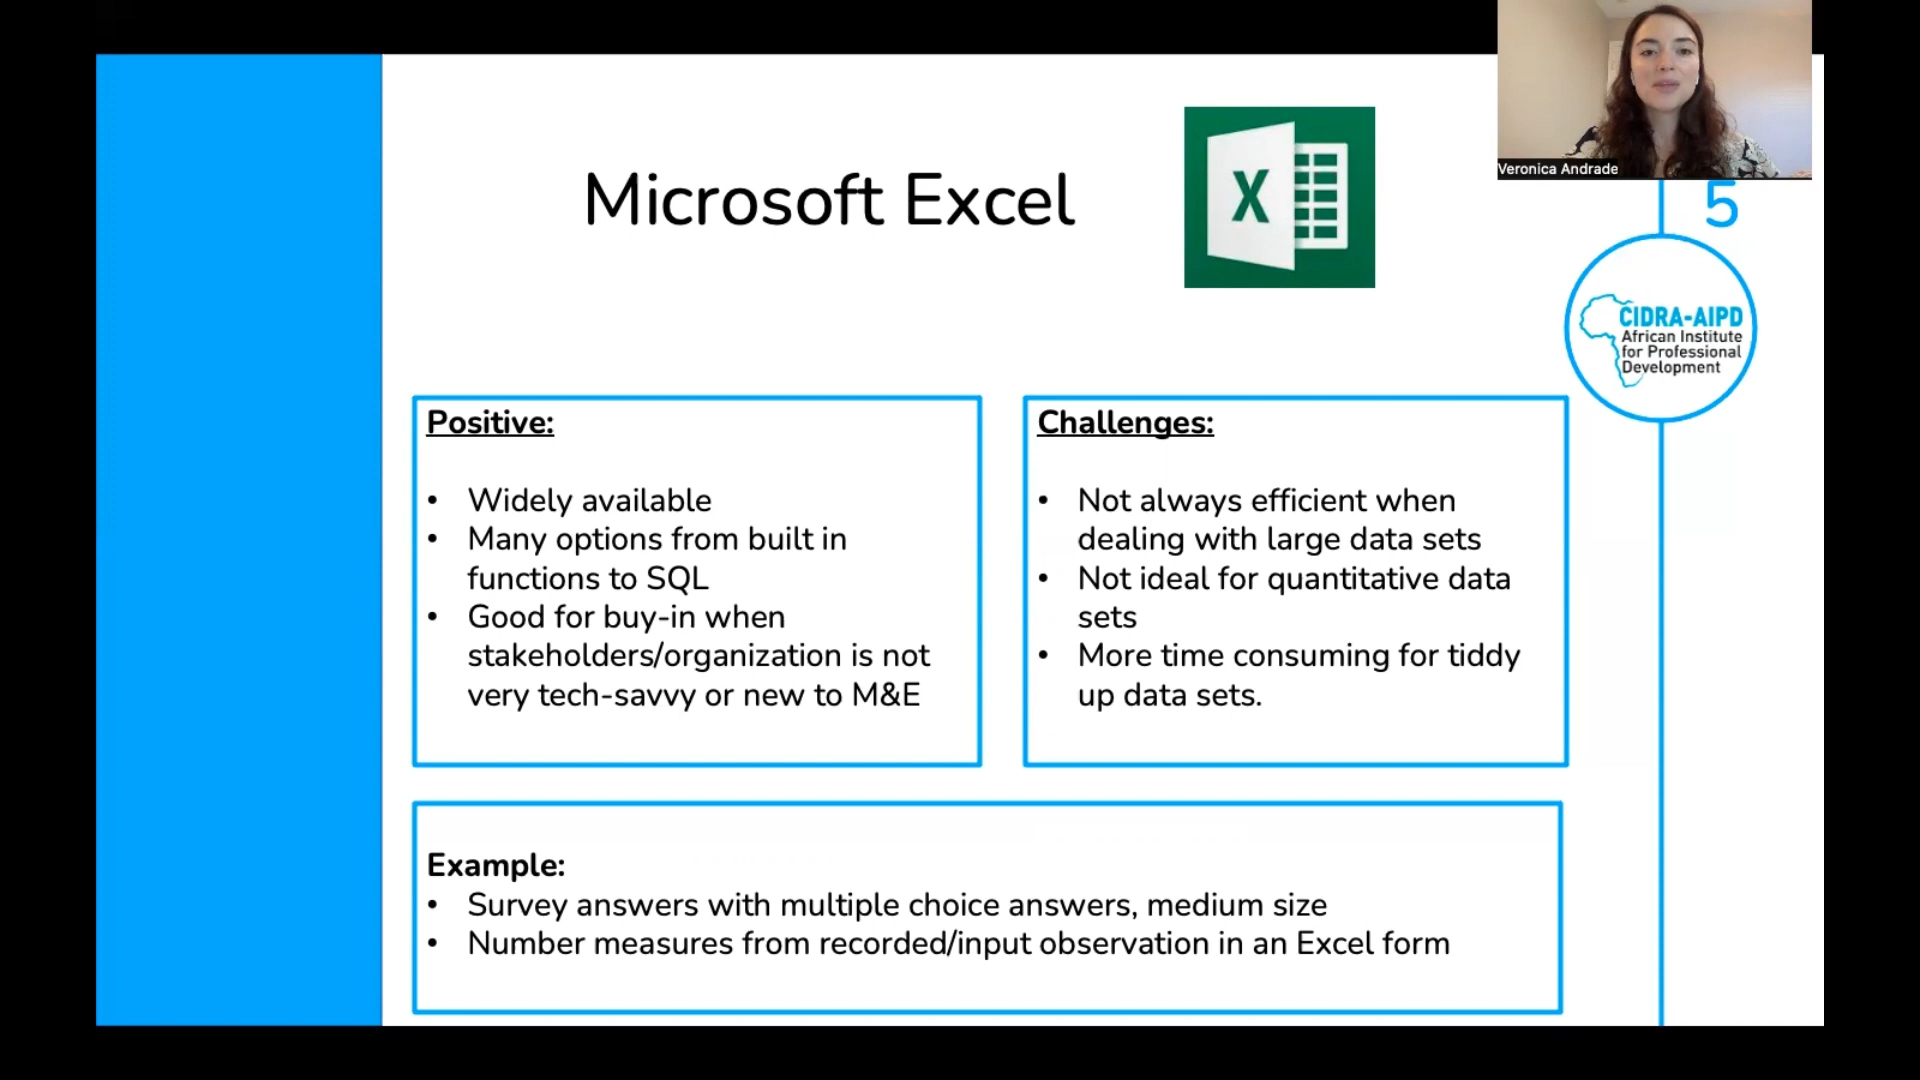 Veronica Andrade
Microsoft Excel
X
5
CIDRA-AIPD
African Institute
for Professional
Development
Positive:
• Widely available
• Many options from built in
functions to SQL
• Good for buy-in when
stakeholders/organization is not
very tech-savvy or new to M&E
Challenges:
• Not always efficient when
dealing with large data sets
• Not ideal for quantitative data
sets
• More time consuming for tiddy
up data sets.
Example:
• Survey answers with multiple choice answers, medium size
• Number measures from recorded/input observation in an Excel form